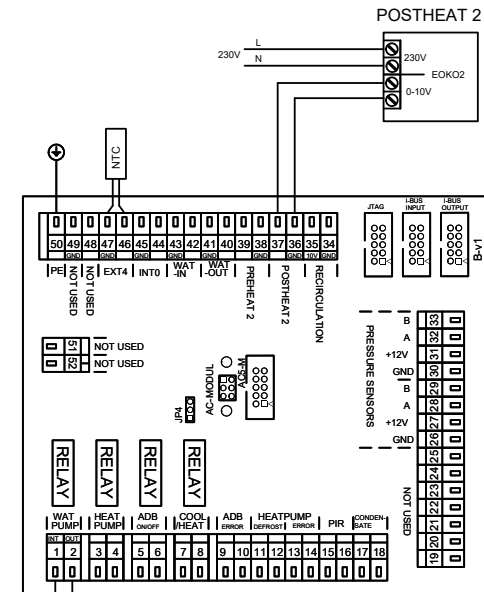 POSTHEAT 2
L
230V
N
230V
EOKO2
0-10V
NTC
JTAG
I-BUS
INPUT
I-BUS
OUTPUT
B-V1
50 49 48 47 46 45 44 43 42 41 40 39 38 37 36 35 34
GND GND GND GND GND GND 10V GND
PE
NOT USED
NOT USED
EXT4
INT0
WAT
-IN
WAT
-OUT
PREHEAT 2
POSTHEAT 2
RECIRCULATION
51 NOT USED
52 NOT USED
AC-MODUL
M-G5CA
JP4
PRESSURE SENSORS
B 33
A 32
+12V 31
GND 30
B 29
A 28
+12V 27
GND 26
25
24
23
22
21
20
19
NOT USED
RELAY
RELAY
RELAY
RELAY
WAT
PUMP
HEAT
PUMP
ADB
ON/OFF
COOL
/HEAT
ADB
ERROR
HEATPUMP
DEFROST ERROR
PIR
CONDEN-
SATE
INT OUT
1 2 3 4 5 6 7 8 9 10 11 12 13 14 15 16 17 18